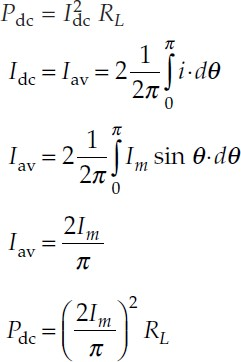 P_dc = I_dc^2 R_L
I_dc = I_av = 2 1/2π ∫_0^π i·dθ
I_av = 2 1/2π ∫_0^π I_m sin θ·dθ
I_av = 2I_m/π
P_dc = (2I_m/π)^2 R_L